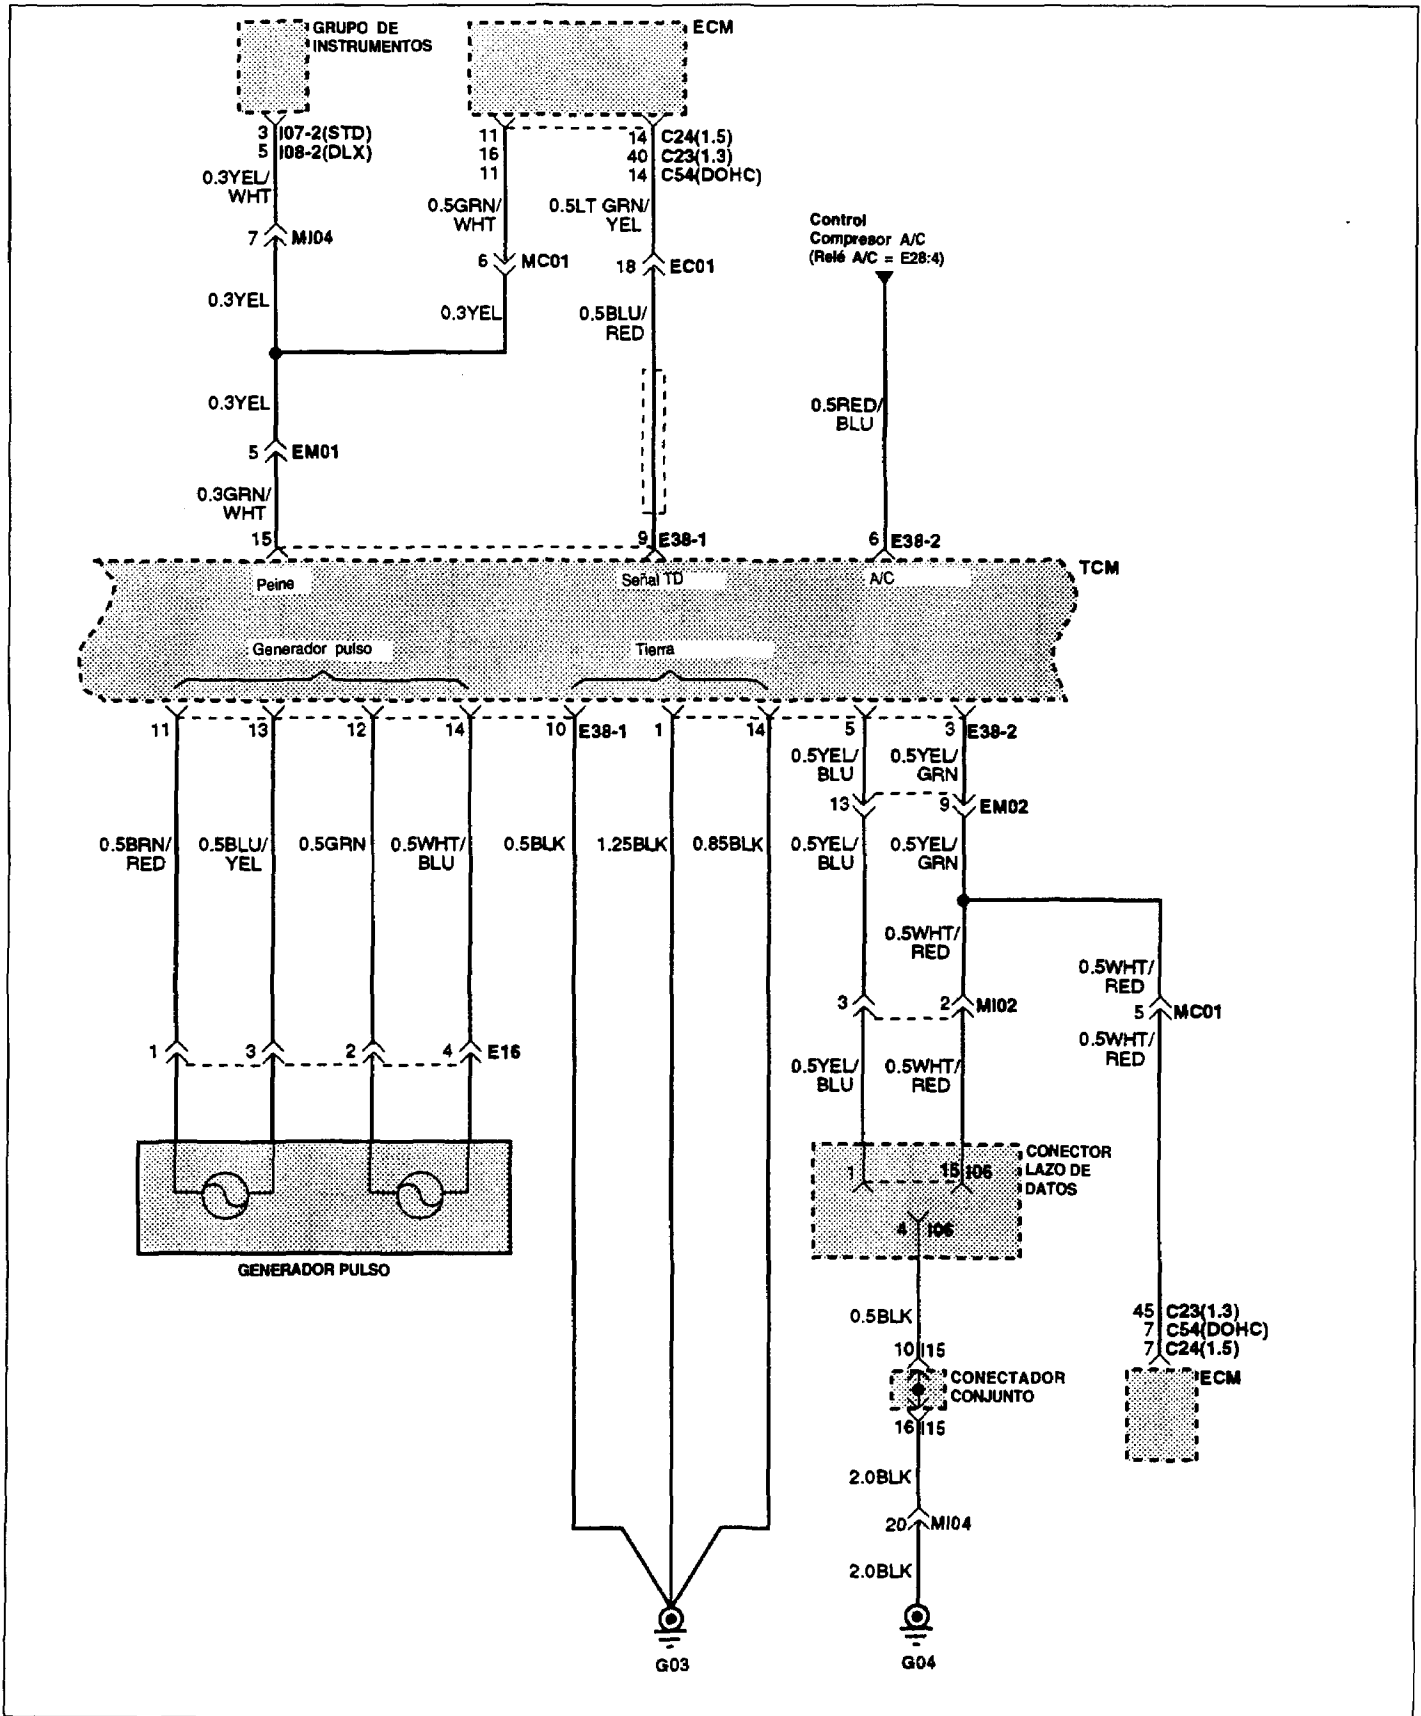 GRUPO DE
INSTRUMENTOS
ECM
3 I07-2(STD)
5 I08-2(DLX)
11
16
11
14 C24(1.5)
40 C23(1.3)
14 C54(DOHC)
0.3YEL/
WHT
0.5GRN/
WHT
0.5LT GRN/
YEL
Control
Compresor A/C
(Relé A/C = E28:4)
7 MI04
6 MC01
18 EC01
0.3YEL
0.3YEL
0.5BLU/
RED
0.3YEL
0.5RED/
BLU
5 EM01
0.3GRN/
WHT
15
9 E38-1
6 E38-2
TCM
Peine
Señal TD
A/C
Generador pulso
Tierra
11
13
12
14
10 E38-1
1
14
5
3 E38-2
0.5YEL/
BLU
0.5YEL/
GRN
13
9 EM02
0.5BRN/
RED
0.5BLU/
YEL
0.5GRN
0.5WHT/
BLU
0.5BLK
1.25BLK
0.85BLK
0.5YEL/
BLU
0.5YEL/
GRN
0.5WHT/
RED
0.5WHT/
RED
3
2 MI02
5 MC01
0.5WHT/
RED
1
3
2
4 E16
0.5YEL/
BLU
0.5WHT/
RED
CONECTOR
LAZO DE
DATOS
1
15 I06
4 I06
GENERADOR PULSO
0.5BLK
10 I15
CONECTADOR
CONJUNTO
16 I15
45 C23(1.3)
7 C54(DOHC)
7 C24(1.5)
ECM
2.0BLK
20 MI04
2.0BLK
G03
G04